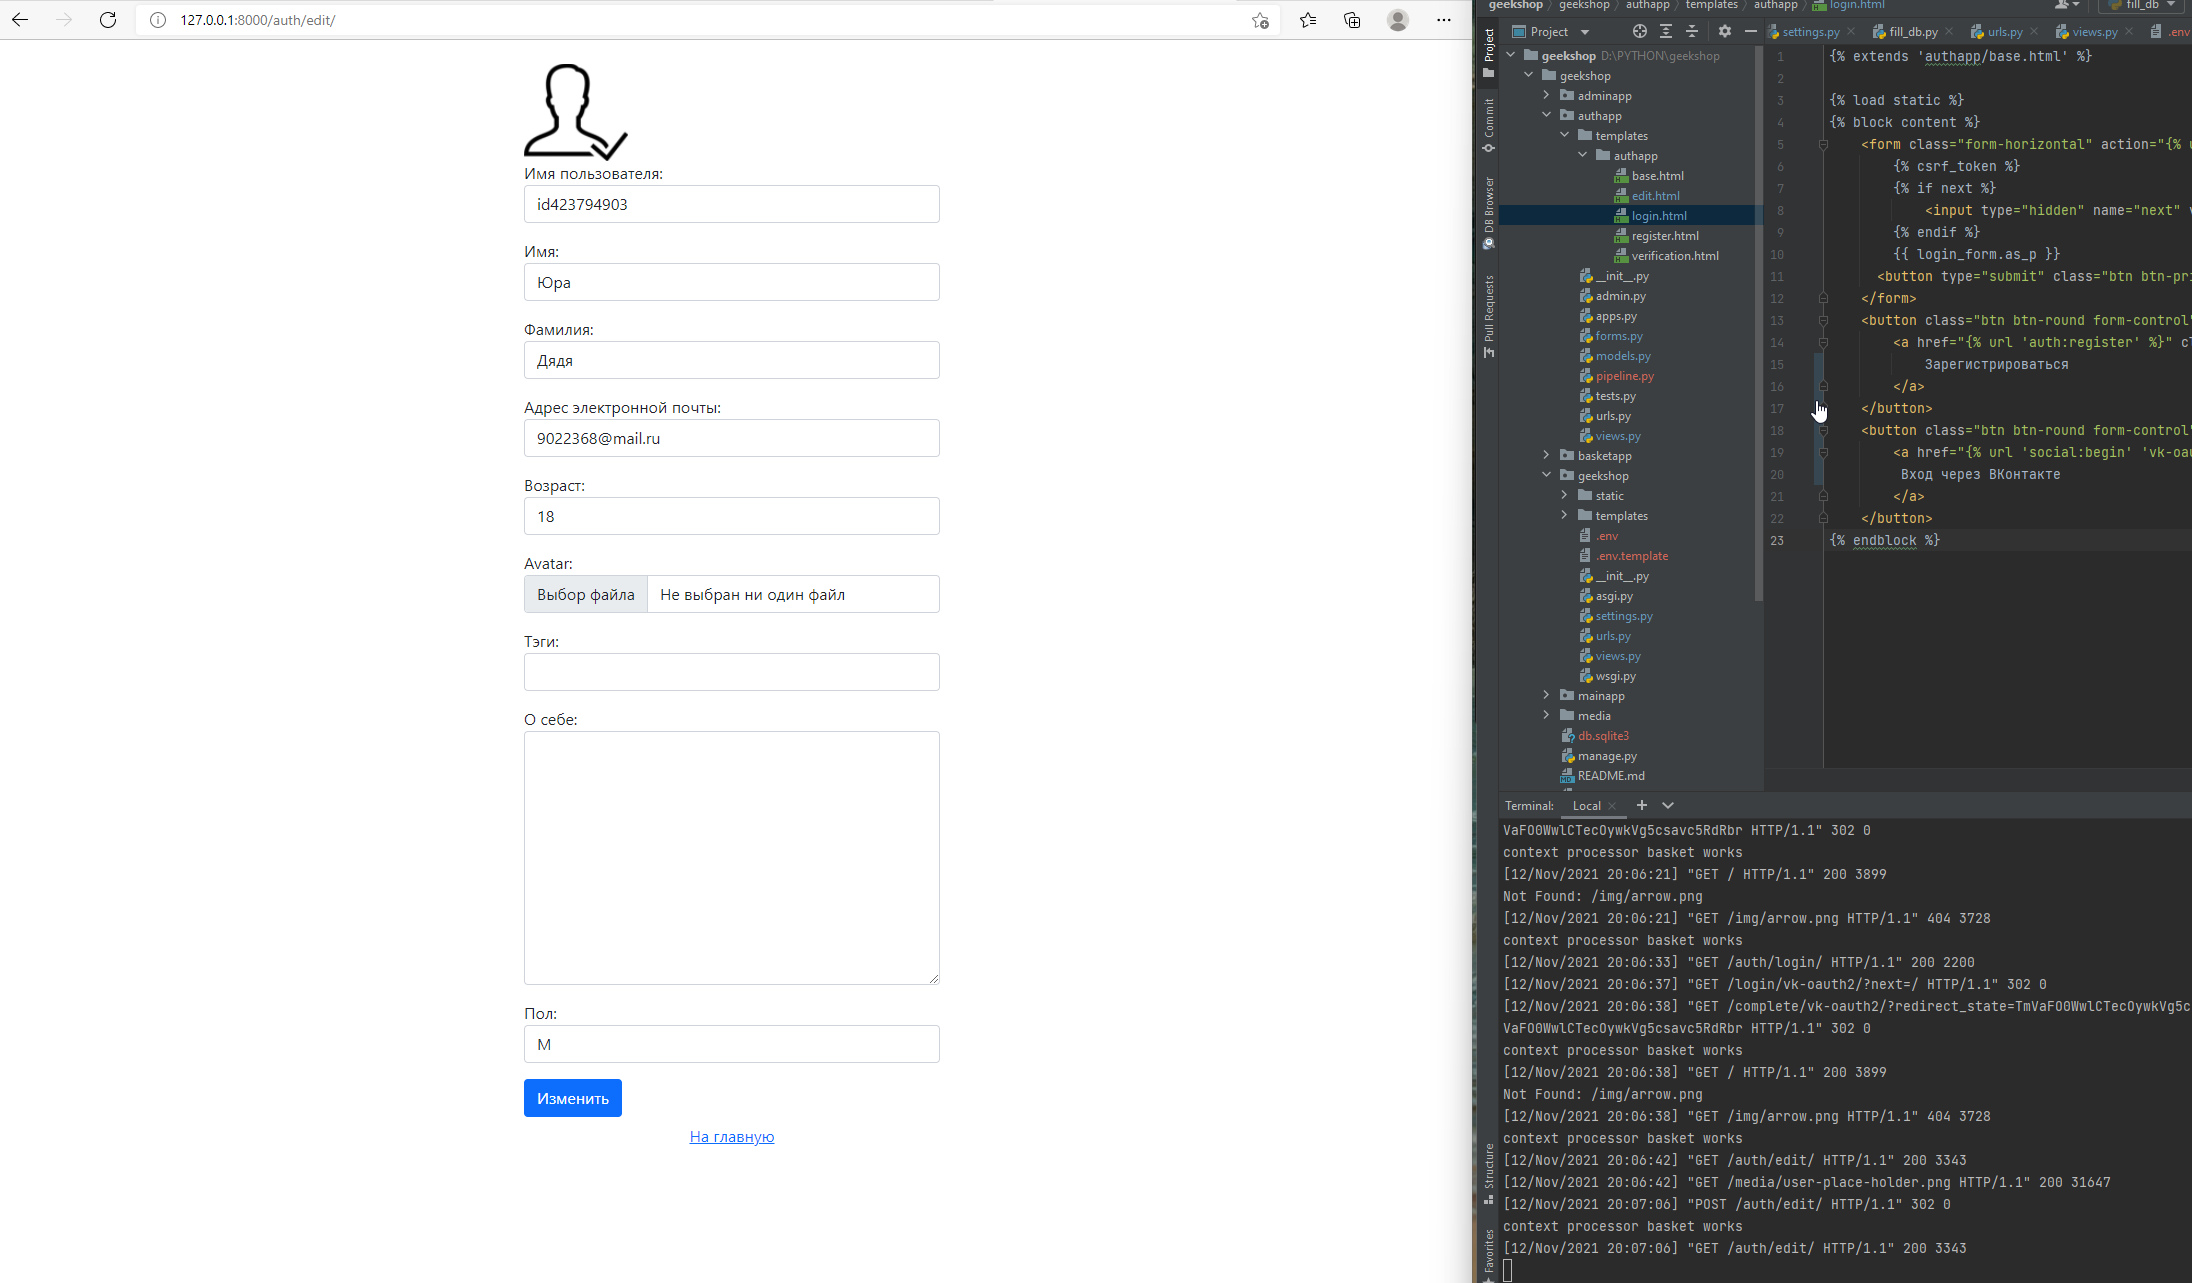 127.0.0.1:8000/auth/edit/
Имя пользователя:
id423794903
Имя:
Юра
Фамилия:
Дядя
Адрес электронной почты:
9022368@mail.ru
Возраст:
18
Avatar:
Выбор файла Не выбран ни один файл
Тэги:
О себе:
Пол:
М
Изменить
На главную
geekshop geekshop authapp templates authapp login.html fill_db
Project
settings.py fill_db.py urls.py views.py .env
Project
Commit
DB Browser
Pull Requests
Structure
Favorites
geekshop D:\PYTHON\geekshop
geekshop
adminapp
authapp
templates
authapp
base.html
edit.html
login.html
register.html
verification.html
__init__.py
admin.py
apps.py
forms.py
models.py
pipeline.py
tests.py
urls.py
views.py
basketapp
geekshop
static
templates
.env
.env.template
__init__.py
asgi.py
settings.py
urls.py
views.py
wsgi.py
mainapp
media
db.sqlite3
manage.py
README.md
1 {% extends 'authapp/base.html' %}
2
3 {% load static %}
4 {% block content %}
5 <form class="form-horizontal" action="{%
6 {% csrf_token %}
7 {% if next %}
8 <input type="hidden" name="next"
9 {% endif %}
10 {{ login_form.as_p }}
11 <button type="submit" class="btn btn-pri
12 </form>
13 <button class="btn btn-round form-control"
14 <a href="{% url 'auth:register' %}" cl
15 Зарегистрироваться
16 </a>
17 </button>
18 <button class="btn btn-round form-control"
19 <a href="{% url 'social:begin' 'vk-oau
20 Вход через ВКонтакте
21 </a>
22 </button>
23 {% endblock %}
Terminal: Local
VaFO0WwlCTecOywkVg5csavc5RdRbr HTTP/1.1" 302 0
context processor basket works
[12/Nov/2021 20:06:21] "GET / HTTP/1.1" 200 3899
Not Found: /img/arrow.png
[12/Nov/2021 20:06:21] "GET /img/arrow.png HTTP/1.1" 404 3728
context processor basket works
[12/Nov/2021 20:06:33] "GET /auth/login/ HTTP/1.1" 200 2200
[12/Nov/2021 20:06:37] "GET /login/vk-oauth2/?next=/ HTTP/1.1" 302 0
[12/Nov/2021 20:06:38] "GET /complete/vk-oauth2/?redirect_state=TmVaFO0WwlCTecOywkVg5c
VaFO0WwlCTecOywkVg5csavc5RdRbr HTTP/1.1" 302 0
context processor basket works
[12/Nov/2021 20:06:38] "GET / HTTP/1.1" 200 3899
Not Found: /img/arrow.png
[12/Nov/2021 20:06:38] "GET /img/arrow.png HTTP/1.1" 404 3728
context processor basket works
[12/Nov/2021 20:06:42] "GET /auth/edit/ HTTP/1.1" 200 3343
[12/Nov/2021 20:06:42] "GET /media/user-place-holder.png HTTP/1.1" 200 31647
[12/Nov/2021 20:07:06] "POST /auth/edit/ HTTP/1.1" 302 0
context processor basket works
[12/Nov/2021 20:07:06] "GET /auth/edit/ HTTP/1.1" 200 3343